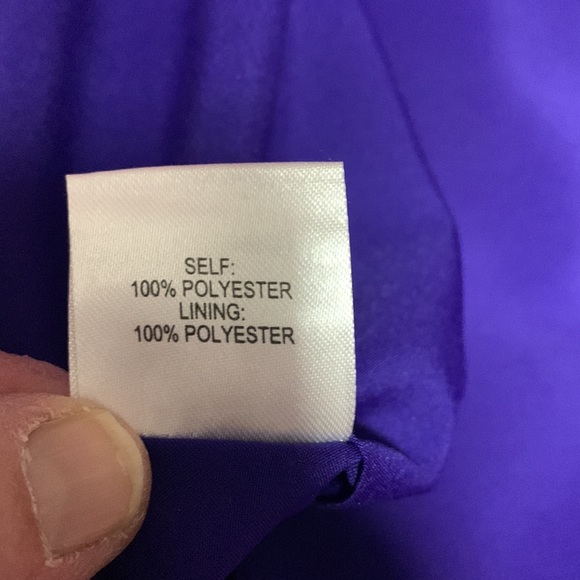 SELF:
100% POLYESTER
LINING:
100% POLYESTER